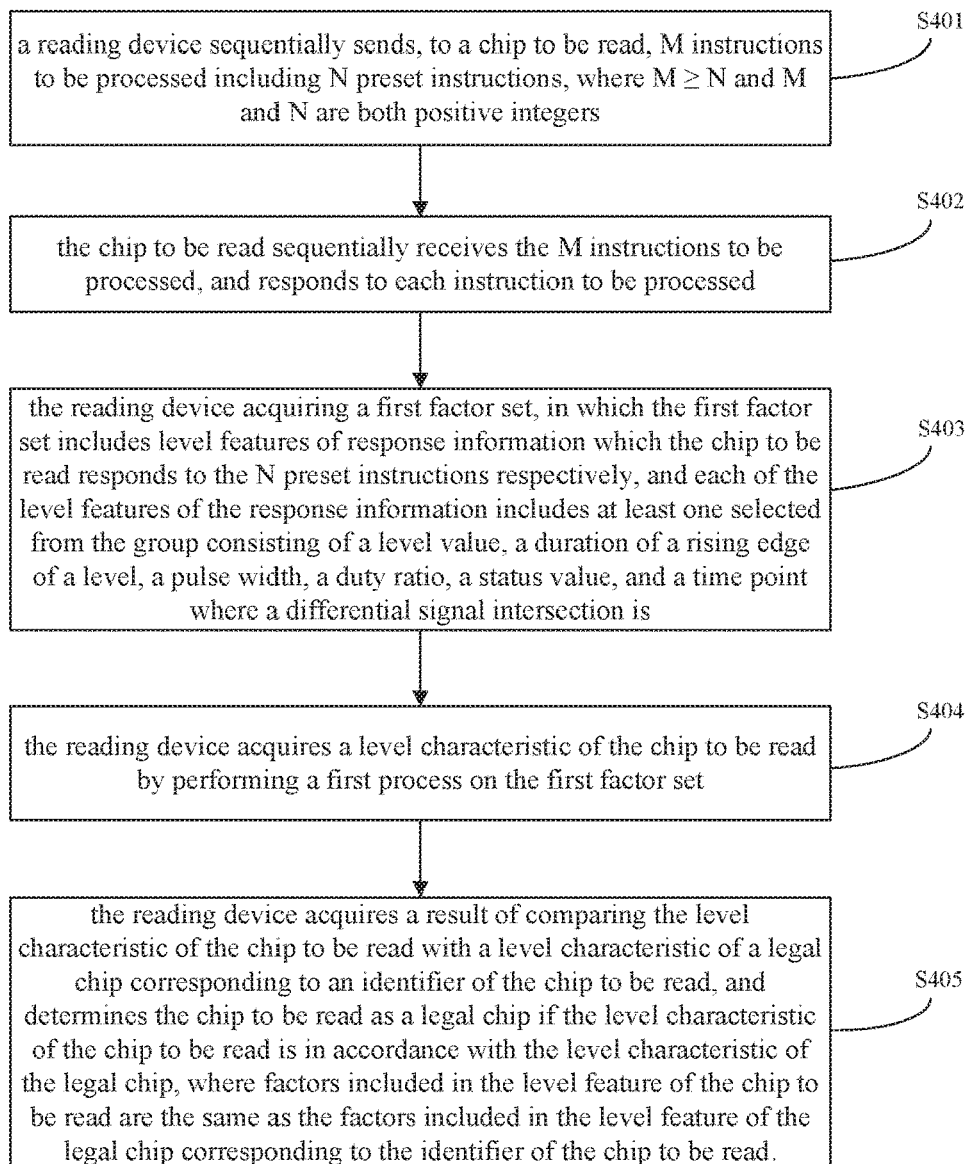 S401
a reading device sequentially sends, to a chip to be read, M instructions
to be processed including N preset instructions, where M ≥ N and M
and N are both positive integers
S402
the chip to be read sequentially receives the M instructions to be
processed, and responds to each instruction to be processed
S403
the reading device acquiring a first factor set, in which the first factor
set includes level features of response information which the chip to be
read responds to the N preset instructions respectively, and each of the
level features of the response information includes at least one selected
from the group consisting of a level value, a duration of a rising edge
of a level, a pulse width, a duty ratio, a status value, and a time point
where a differential signal intersection is
S404
the reading device acquires a level characteristic of the chip to be read
by performing a first process on the first factor set
S405
the reading device acquires a result of comparing the level
characteristic of the chip to be read with a level characteristic of a legal
chip corresponding to an identifier of the chip to be read, and
determines the chip to be read as a legal chip if the level characteristic
of the chip to be read is in accordance with the level characteristic of
the legal chip, where factors included in the level feature of the chip to
be read are the same as the factors included in the level feature of the
legal chip corresponding to the identifier of the chip to be read.